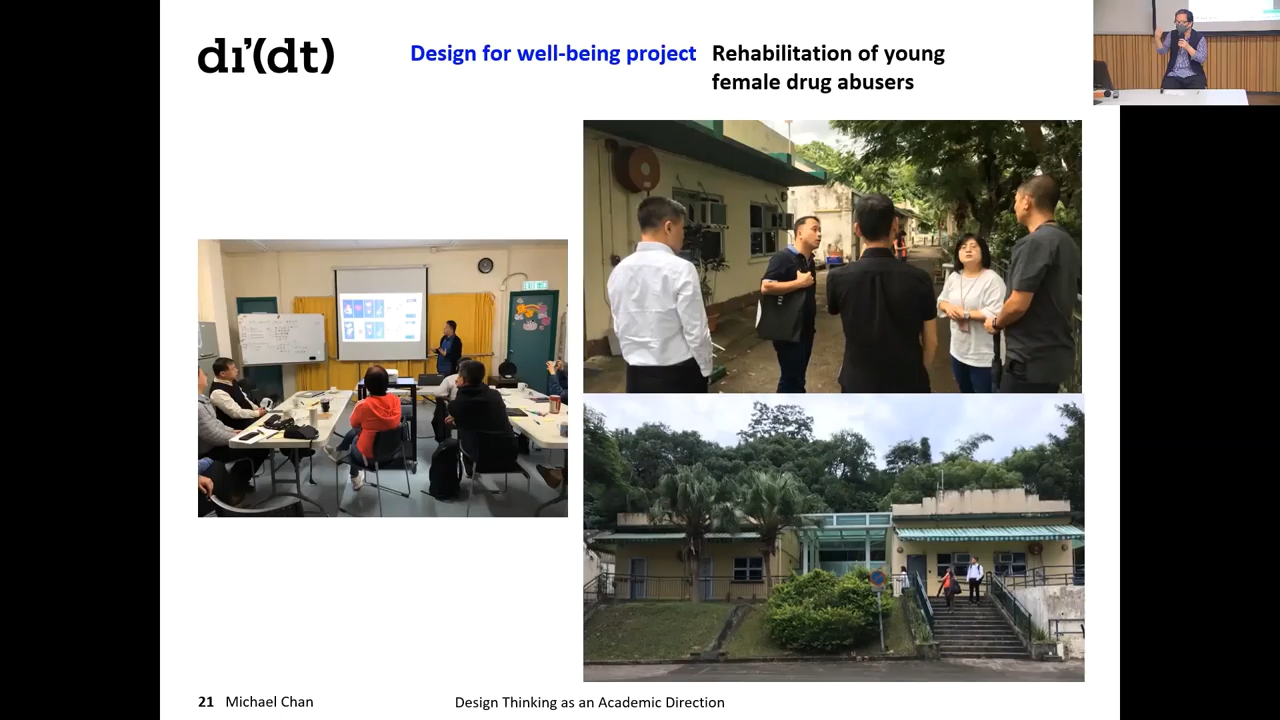 dı'(dt)
Design for well-being project
Rehabilitation of young
female drug abusers
21 Michael Chan
Design Thinking as an Academic Direction